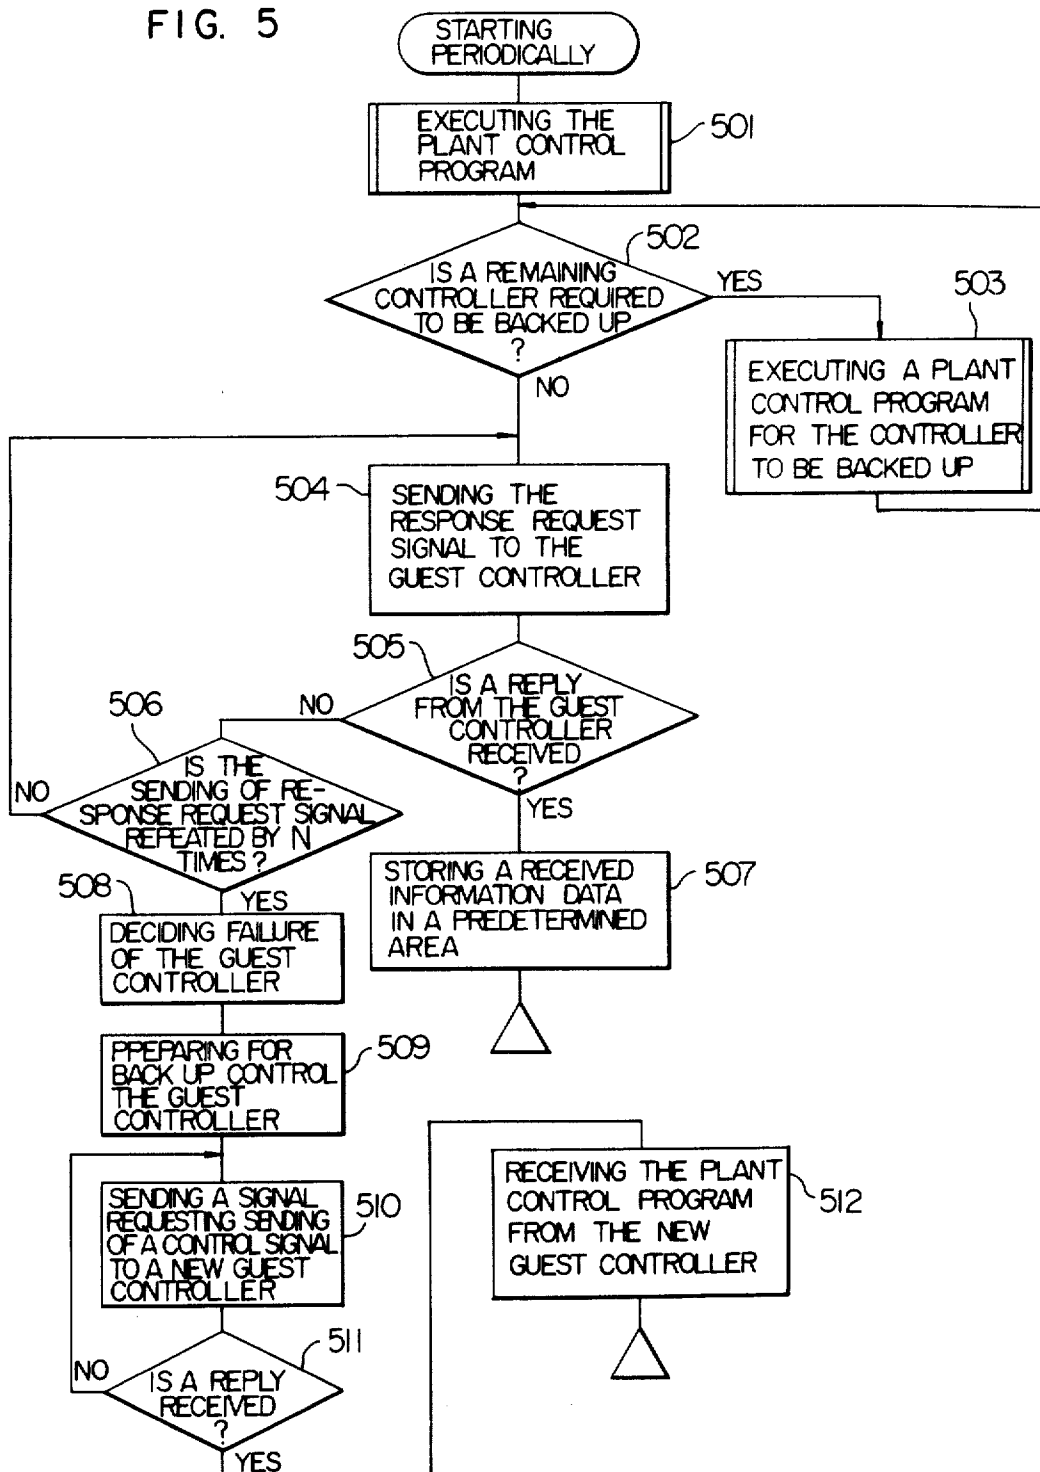 FIG. 5
STARTING
PERIODICALLY
EXECUTING THE
PLANT CONTROL
PROGRAM
501
502
IS A REMAINING
CONTROLLER REQUIRED
TO BE BACKED UP
?
YES
NO
503
EXECUTING A PLANT
CONTROL PROGRAM
FOR THE CONTROLLER
TO BE BACKED UP
504
SENDING THE
RESPONSE REQUEST
SIGNAL TO THE
GUEST CONTROLLER
505
IS A REPLY
FROM THE GUEST
CONTROLLER
RECEIVED
?
NO
YES
506
IS THE
SENDING OF RE-
SPONSE REQUEST SIGNAL
REPEATED BY N
TIMES ?
NO
YES
STORING A RECEIVED
INFORMATION DATA
IN A PREDETERMINED
AREA
507
508
DECIDING FAILURE
OF THE GUEST
CONTROLLER
PPEPARING FOR
BACK UP CONTROL
THE GUEST
CONTROLLER
509
SENDING A SIGNAL
REQUESTING SENDING
OF A CONTROL SIGNAL
TO A NEW GUEST
CONTROLLER
510
511
IS A REPLY
RECEIVED
?
NO
YES
RECEIVING THE PLANT
CONTROL PROGRAM
FROM THE NEW
GUEST CONTROLLER
512